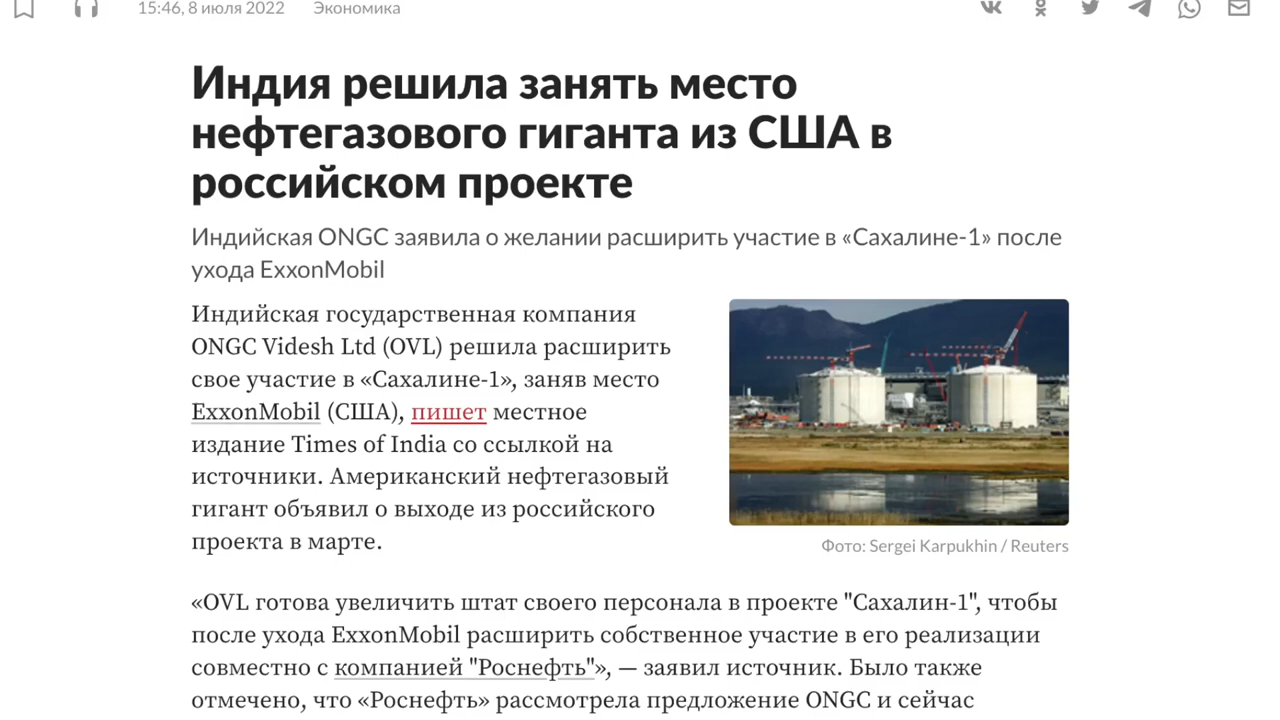 15:46, 8 июля 2022 Экономика
Индия решила занять место
нефтегазового гиганта из США в
российском проекте
Индийская ONGC заявила о желании расширить участие в «Сахалине-1» после
ухода ExxonMobil
Индийская государственная компания
ONGC Videsh Ltd (OVL) решила расширить
свое участие в «Сахалине-1», заняв место
ExxonMobil (США), пишет местное
издание Times of India со ссылкой на
источники. Американский нефтегазовый
гигант объявил о выходе из российского
проекта в марте.
Фото: Sergei Karpukhin / Reuters
«OVL готова увеличить штат своего персонала в проекте "Сахалин-1", чтобы
после ухода ExxonMobil расширить собственное участие в его реализации
совместно с компанией "Роснефть"», — заявил источник. Было также
отмечено, что «Роснефть» рассмотрела предложение ONGC и сейчас